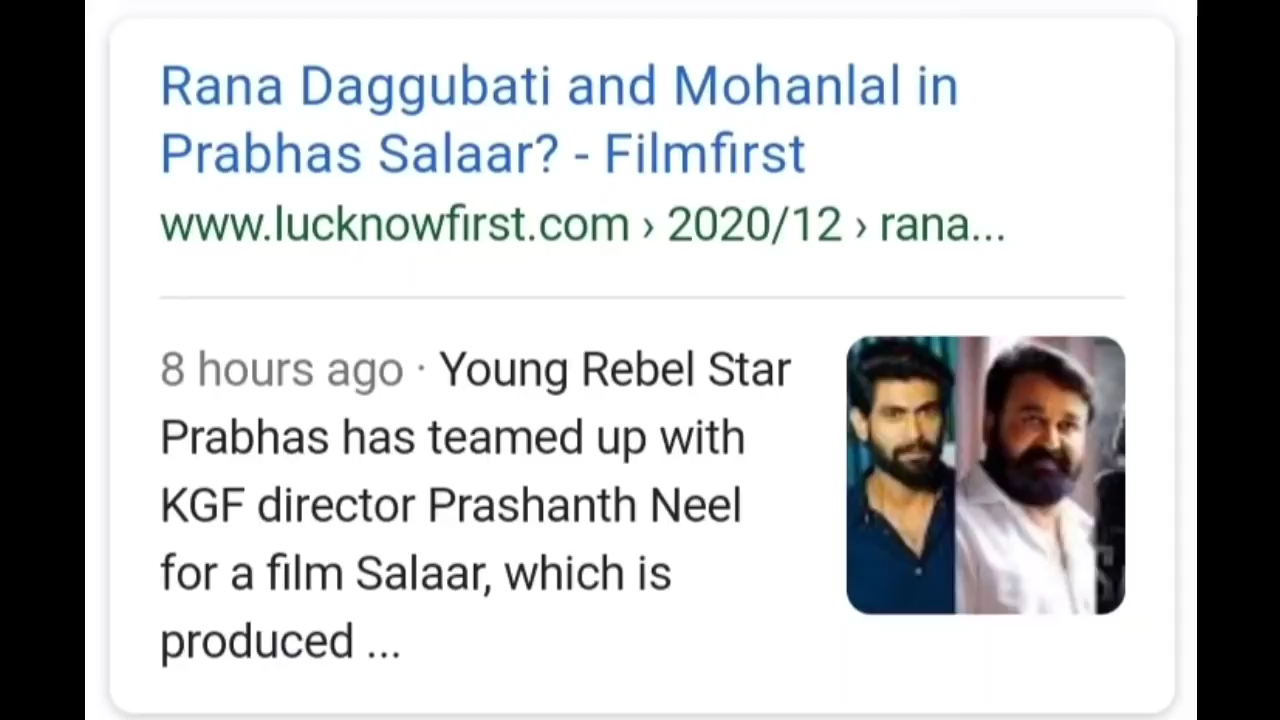 Rana Daggubati and Mohanlal in
Prabhas Salaar? - Filmfirst
www.lucknowfirst.com › 2020/12 › rana...
8 hours ago · Young Rebel Star
Prabhas has teamed up with
KGF director Prashanth Neel
for a film Salaar, which is
produced ...